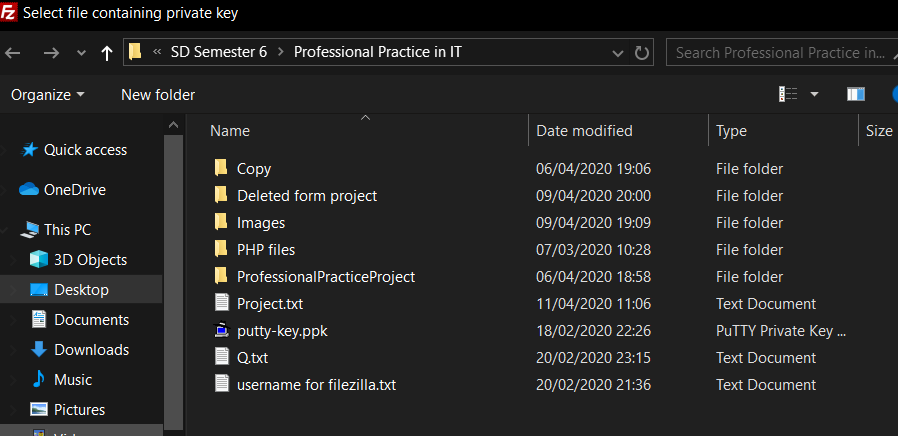 Fz Select file containing private key
« SD Semester 6 > Professional Practice in IT Search Professional Practice in...
Organize New folder
Name Date modified Type Size
Quick access
OneDrive
This PC
3D Objects
Desktop
Documents
Downloads
Music
Pictures
Copy 06/04/2020 19:06 File folder
Deleted form project 09/04/2020 20:00 File folder
Images 09/04/2020 19:09 File folder
PHP files 07/03/2020 10:28 File folder
ProfessionalPracticeProject 06/04/2020 18:58 File folder
Project.txt 11/04/2020 11:06 Text Document
putty-key.ppk 18/02/2020 22:26 PuTTY Private Key ...
Q.txt 20/02/2020 23:15 Text Document
username for filezilla.txt 20/02/2020 21:36 Text Document